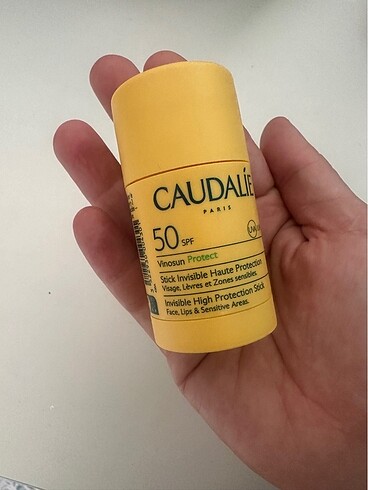 CAUDALÍE
PARIS
50 SPF
Vinosun Protect
Stick Invisible Haute Protection
Visage, Lèvres et Zones sensibles.
Invisible High Protection Stick
Face, Lips & Sensitive Areas.